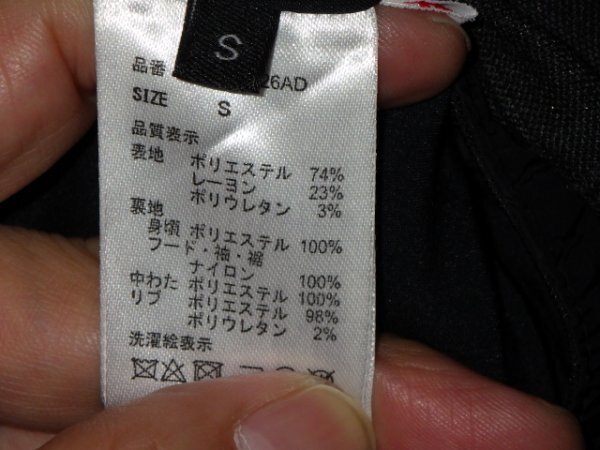 S
品番 26AD
SIZE S
品質表示
表地 ポリエステル 74%
レーヨン 23%
ポリウレタン 3%
裏地
身頃 ポリエステル 100%
フード・袖・裾
ナイロン 100%
中わた ポリエステル 100%
リブ ポリエステル 98%
ポリウレタン 2%
洗濯絵表示